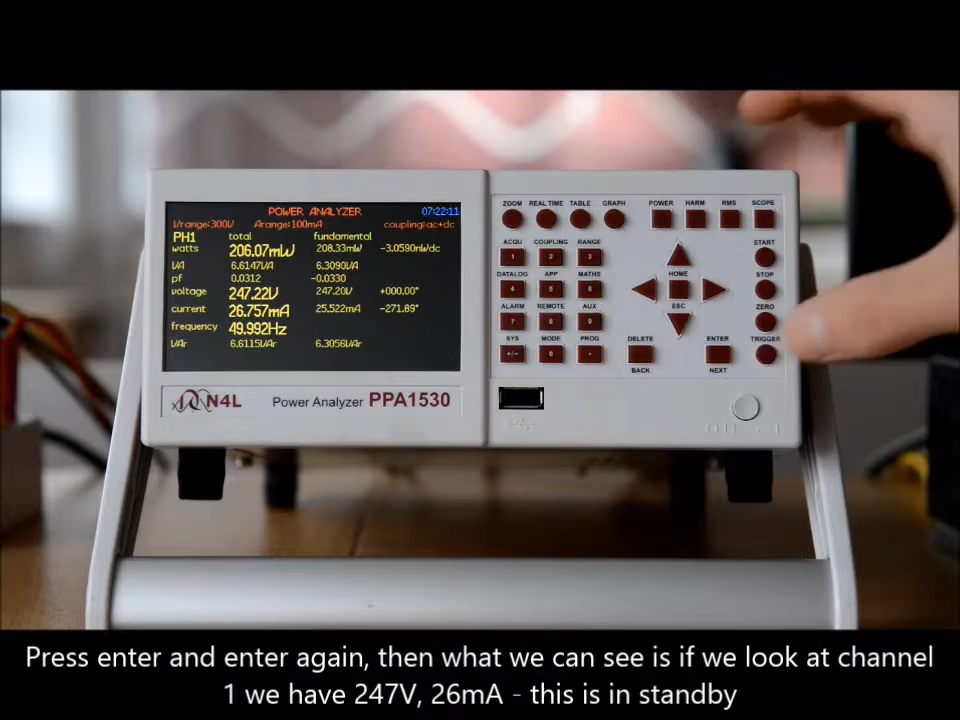 POWER ANALYZER 07:22:11
Vrange:300V Arange:100mA coupling:ac+dc
PH1 total fundamental
watts 206.07mW 208.33mW -3.0590mWdc
VA 6.6147VA 6.3090VA
pf 0.0312 -0.0330
voltage 247.22V 247.20V +000.00°
current 26.757mA 25.522mA -271.89°
frequency 49.992Hz
VAr 6.6115VAr 6.3056VAr
N4L Power Analyzer PPA1530
ZOOM REAL TIME TABLE GRAPH POWER HARM RMS SCOPE
ACQU COUPLING RANGE START
1 2 3
DATALOG APP MATHS HOME STOP
4 5 6
ALARM REMOTE AUX ESC ZERO
7 8 9
SYS MODE PROG DELETE ENTER TRIGGER
+/- 0 .
BACK NEXT
Press enter and enter again, then what we can see is if we look at channel
1 we have 247V, 26mA - this is in standby